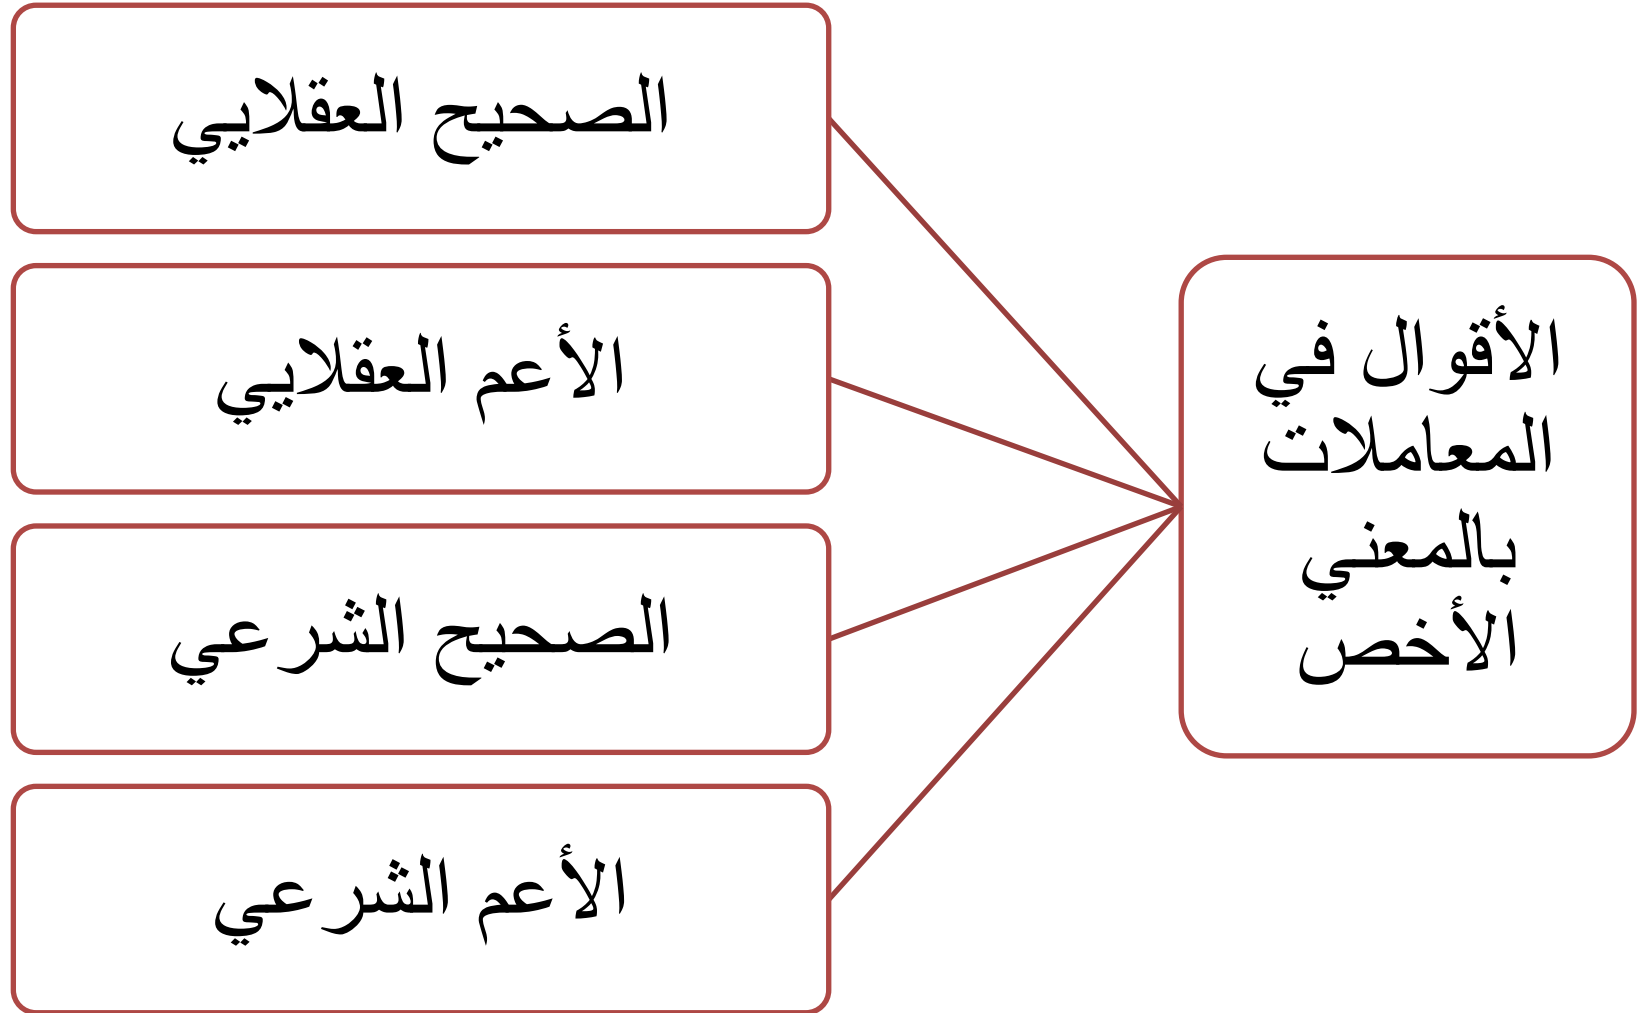 الأقوال في
المعاملات
بالمعني
الأخص
الصحيح العقلايي
الأعم العقلايي
الصحيح الشرعي
الأعم الشرعي